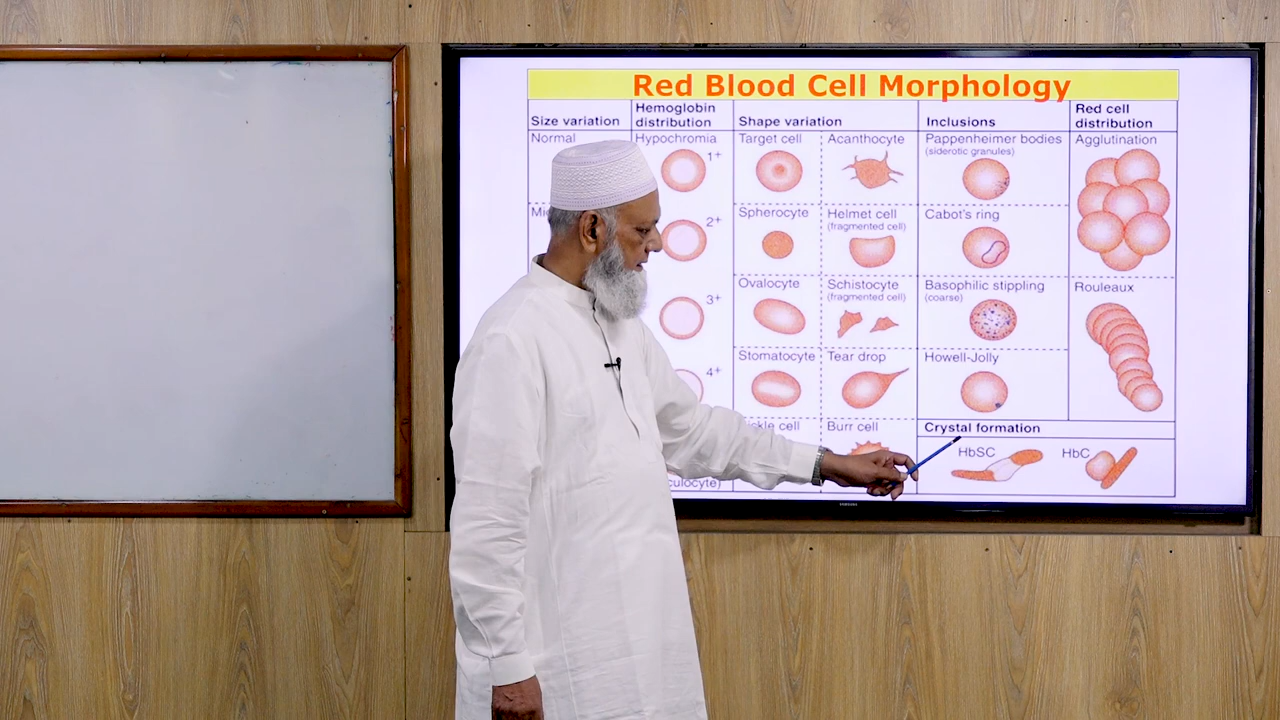 Red Blood Cell Morphology
Size variation
Hemoglobin
distribution
Shape variation
Inclusions
Red cell
distribution
Normal
Hypochromia
1+
2+
3+
4+
Target cell
Acanthocyte
Spherocyte
Helmet cell
(fragmented cell)
Ovalocyte
Schistocyte
(fragmented cell)
Stomatocyte
Tear drop
cell
Burr cell
Pappenheimer bodies
(siderotic granules)
Cabot's ring
Basophilic stippling
(coarse)
Howell-Jolly
Crystal formation
HbSC
HbC
Agglutination
Rouleaux
SAMSUNG